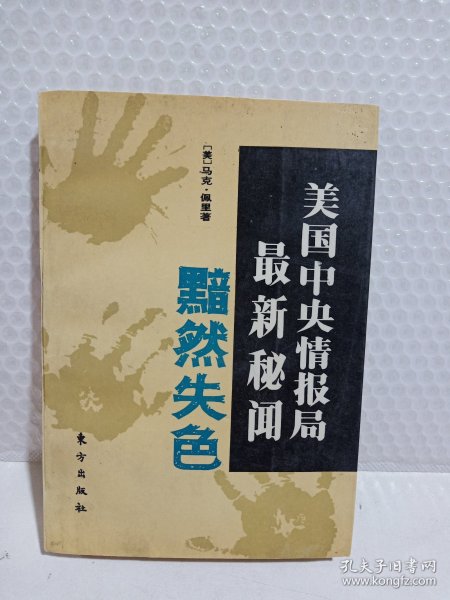 美国中央情报局
最新秘闻
[美]马克·佩里著
黯然失色
東方出版社
孔夫子旧书网
www.kongfz.com